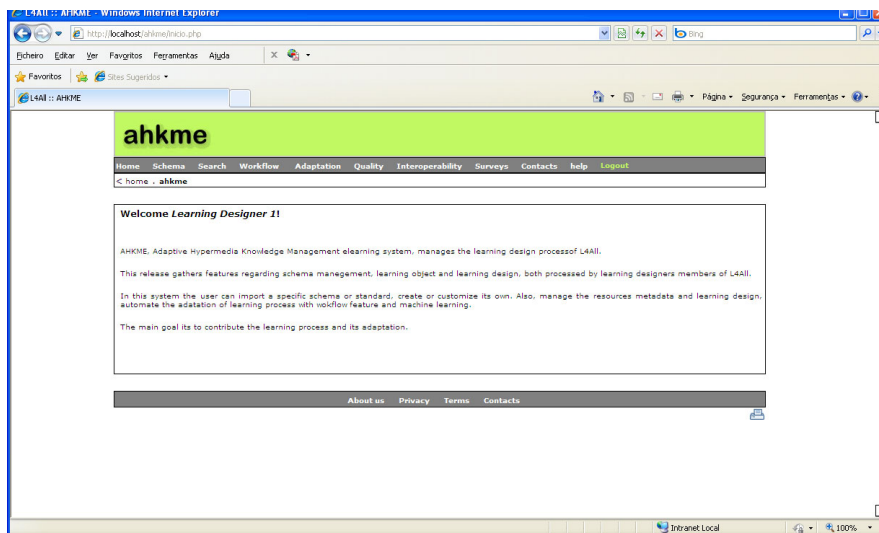 L4All :: AHKME - Windows Internet Explorer
http://localhost/ahkme/inicio.php
Bing
Ficheiro Editar Ver Favoritos Ferramentas Ajuda
Favoritos Sites Sugeridos
L4All :: AHKME Página Segurança Ferramentas
ahkme
Home Schema Search Workflow Adaptation Quality Interoperability Surveys Contacts help Logout
< home . ahkme
Welcome Learning Designer 1!
AHKME, Adaptive Hypermedia Knowledge Management elearning system, manages the learning design processof L4All.
This release gathers features regarding schema manegement, learning object and learning design, both processed by learning designers members of L4All.
In this system the user can import a specific schema or standard, create or customize its own. Also, manage the resources metadata and learning design,
automate the adatation of learning process with wokflow feature and machine learning.
The main goal its to contribute the learning process and its adaptation.
About us Privacy Terms Contacts
Intranet Local 100%